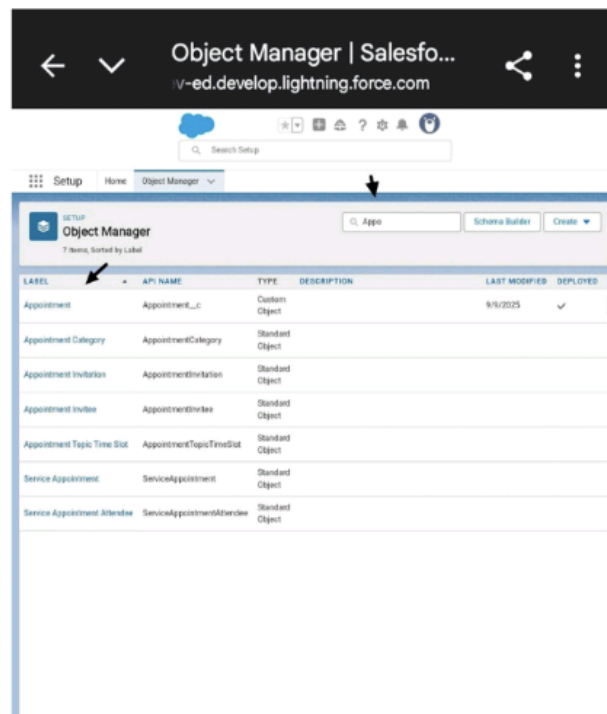 Object Manager | Salesfo...
v-ed.develop.lightning.force.com
Search Setup
Setup Home Object Manager
SETUP
Object Manager
7 Items, Sorted by Label
Appo
Schema Builder
Create
LABEL API NAME TYPE DESCRIPTION LAST MODIFIED DEPLOYED
Appointment Appointment__c Custom Object 9/9/2025
Appointment Category AppointmentCategory Standard Object
Appointment Invitation AppointmentInvitation Standard Object
Appointment Invitee AppointmentInvitee Standard Object
Appointment Topic Time Slot AppointmentTopicTimeSlot Standard Object
Service Appointment ServiceAppointment Standard Object
Service Appointment Attendee ServiceAppointmentAttendee Standard Object